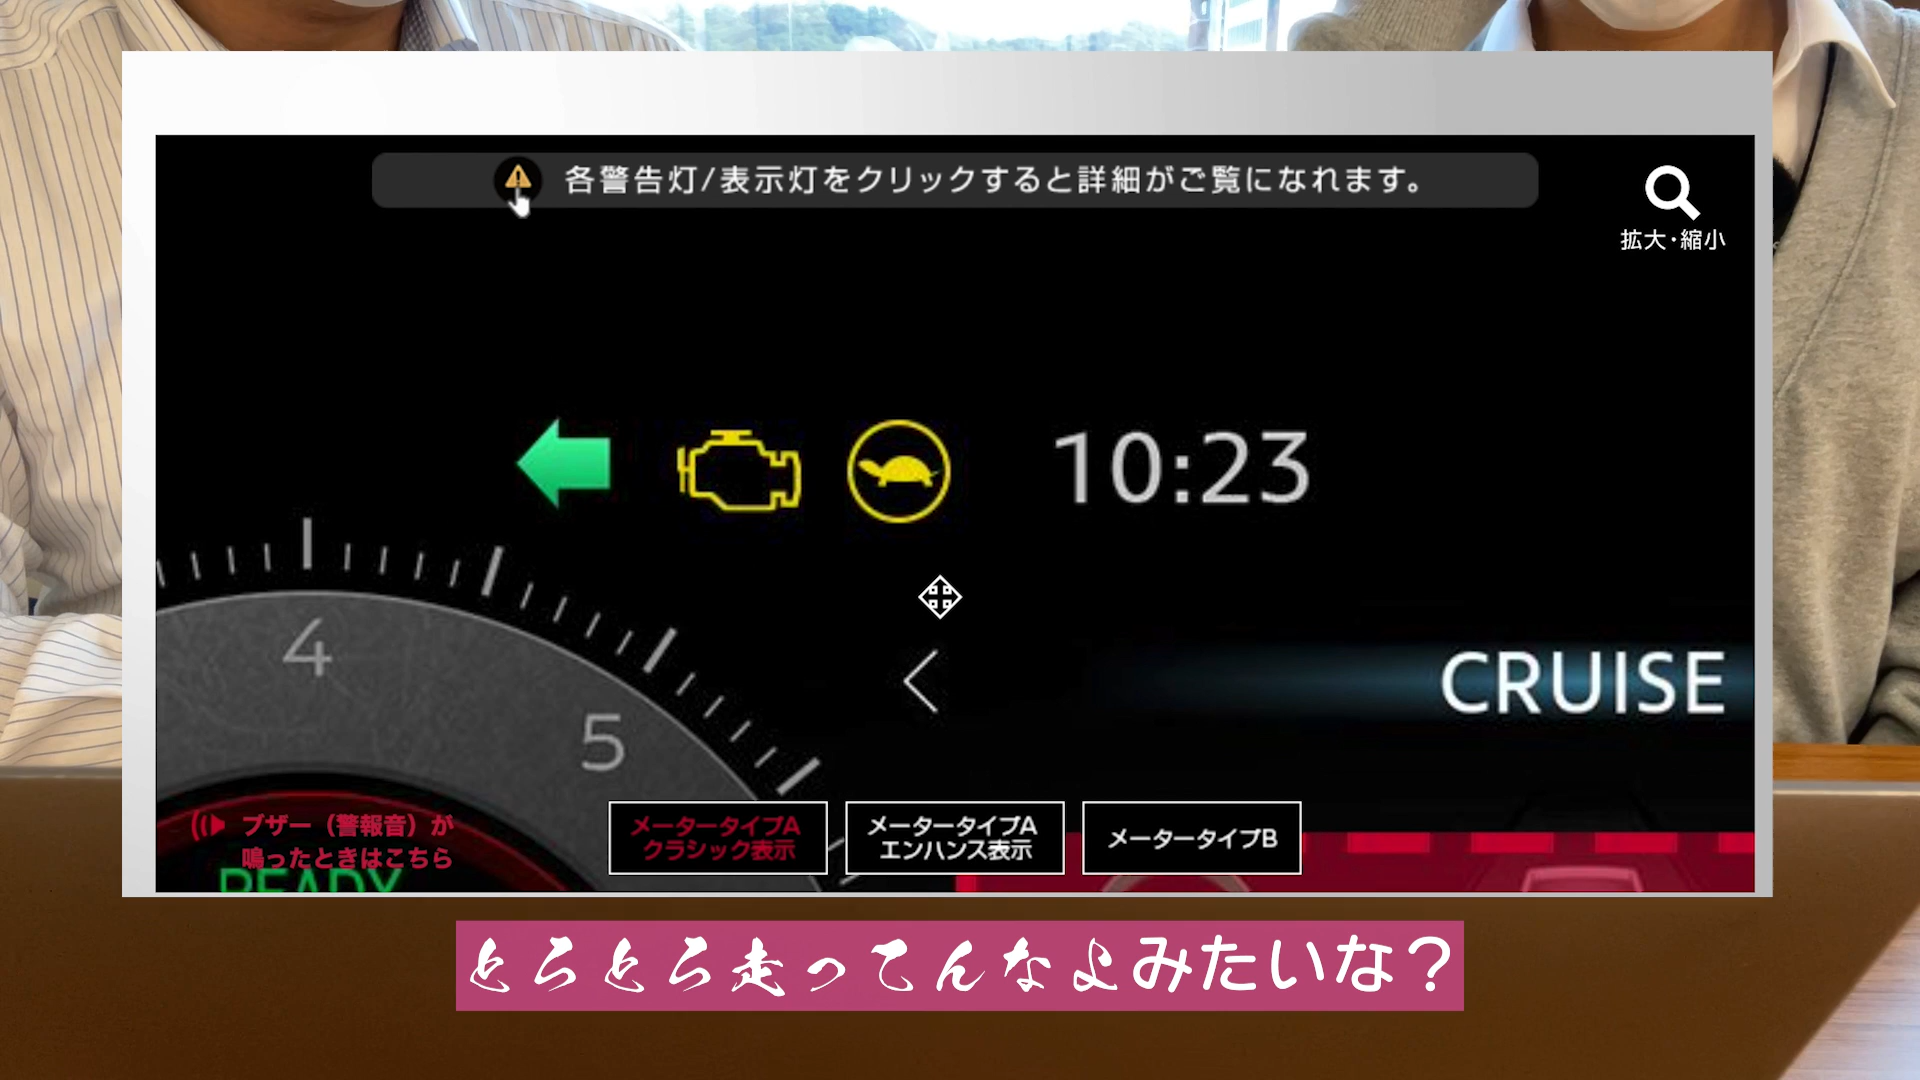 各警告灯/表示灯をクリックすると詳細がご覧になれます。
拡大・縮小
10:23
4
5
CRUISE
ブザー（警報音）が
鳴ったときはこちら
READY
メータータイプA
クラシック表示
メータータイプA
エンハンス表示
メータータイプB
とろとろ走ってんなよみたいな？